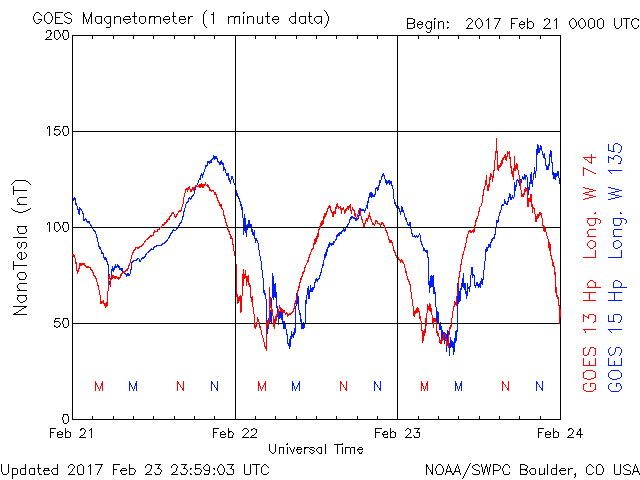 GOES Magnetometer (1 minute data)
Begin: 2017 Feb 21 0000 UTC
200
150
100
50
0
NanoTesla (nT)
M M N N M M N N M M N N
Feb 21 Feb 22 Feb 23 Feb 24
Universal Time
GOES 13 Hp Long. W 74
GOES 15 Hp Long. W 135
Updated 2017 Feb 23 23:59:03 UTC
NOAA/SWPC Boulder, CO USA